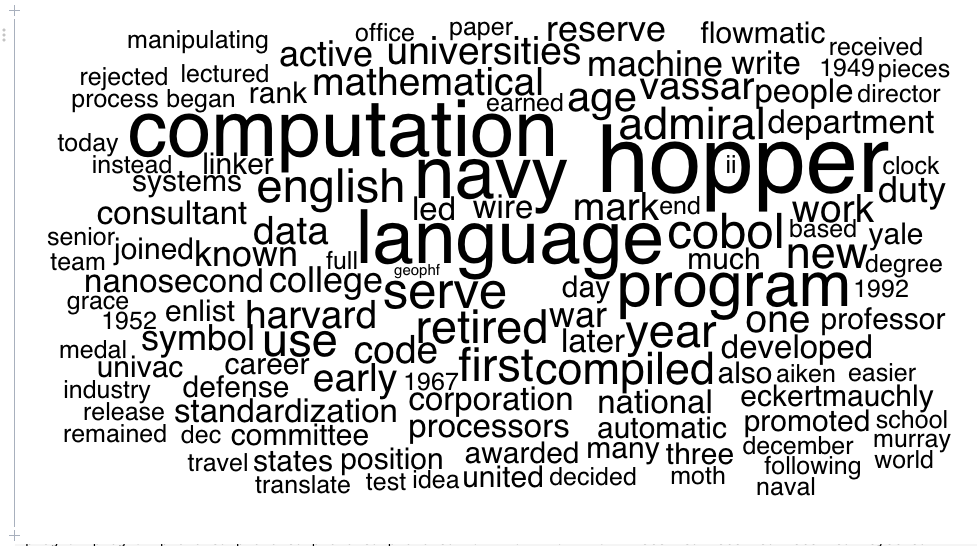 manipulating office paper reserve flowmatic
active universities received
rejected lectured mathematical machine write 1949 pieces
process began rank earned age vassar people director
computation admiral department
today hopper ii clock
instead linker navy
systems english duty
consultant led wire mark end work
senior data language cobol based yale
team joined known full geophf much new degree
nanosecond college serve day program 1992
grace
1952 enlist harvard retired war year one professor
medal symbol use code later developed
univac career first compiled also aiken easier
industry defense early 1967 eckertmauchly
release standardization corporation national promoted school
remained dec committee processors automatic murray
travel states position awarded many three december world
translate test idea united decided moth following
naval